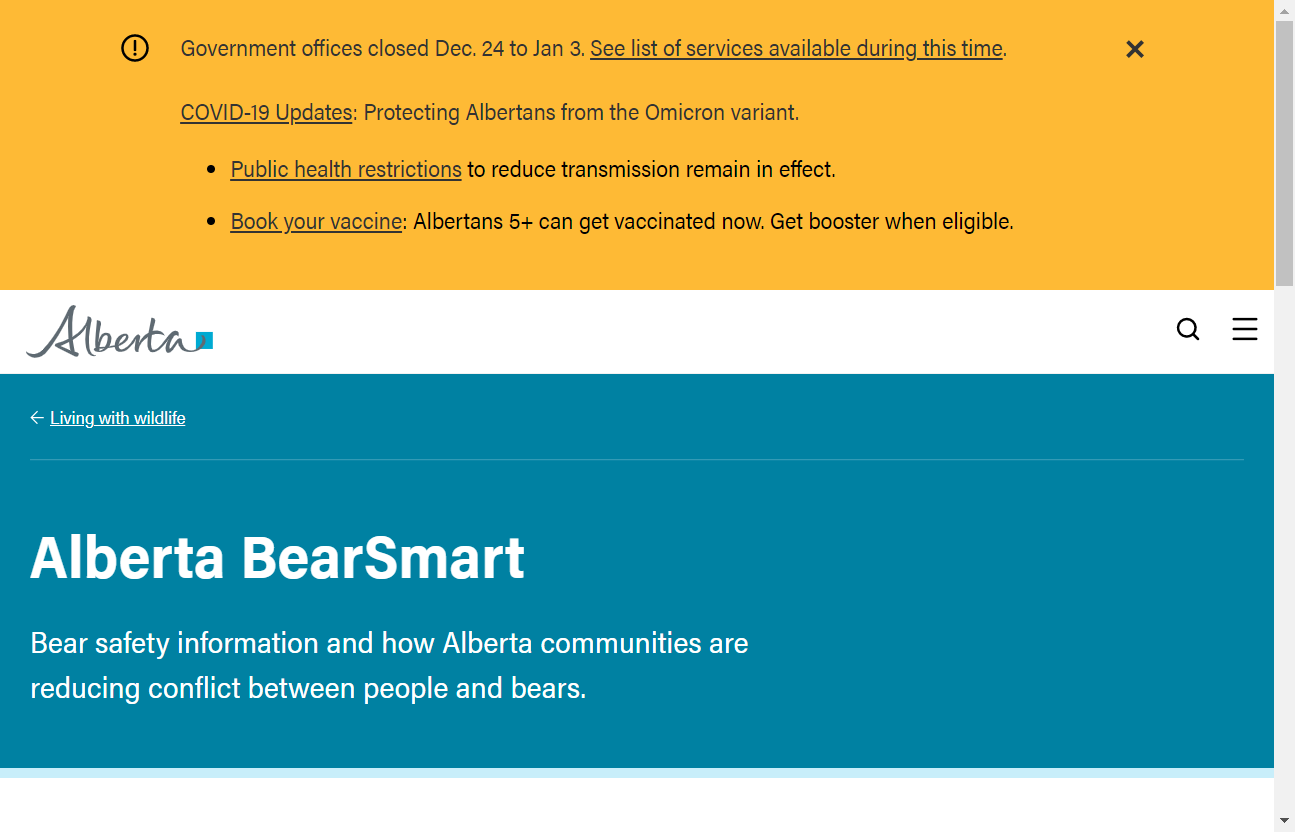 Government offices closed Dec. 24 to Jan 3. See list of services available during this time.
COVID-19 Updates: Protecting Albertans from the Omicron variant.
Public health restrictions to reduce transmission remain in effect.
Book your vaccine: Albertans 5+ can get vaccinated now. Get booster when eligible.
Alberta
Living with wildlife
Alberta BearSmart
Bear safety information and how Alberta communities are
reducing conflict between people and bears.